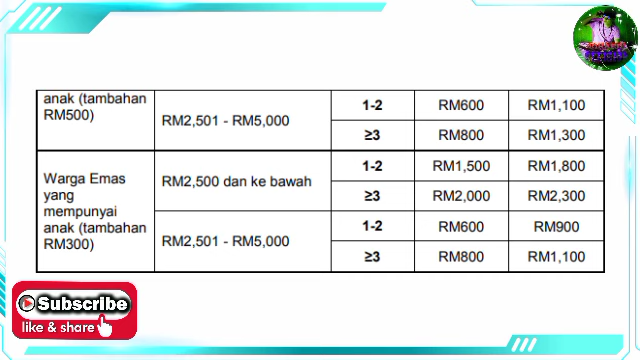 anak (tambahan
RM500)
RM2,501 - RM5,000
1-2 RM600 RM1,100
≥3 RM800 RM1,300
Warga Emas
yang
mempunyai
anak (tambahan
RM300)
RM2,500 dan ke bawah
1-2 RM1,500 RM1,800
≥3 RM2,000 RM2,300
RM2,501 - RM5,000
1-2 RM600 RM900
≥3 RM800 RM1,100
Subscribe
like & share